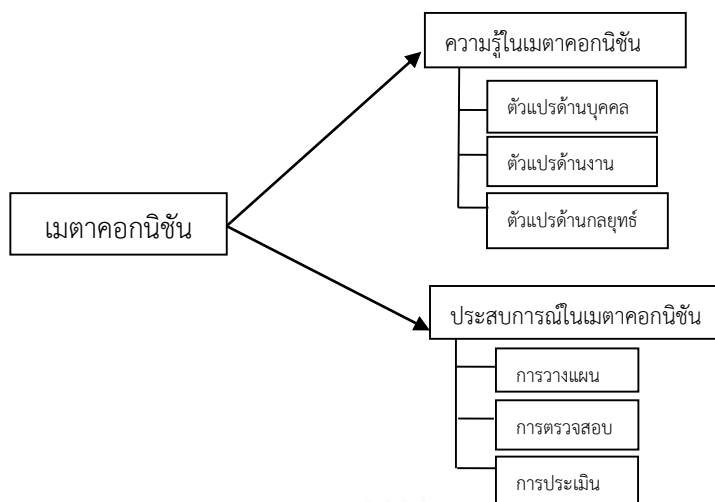 ความรู้ในเมตาคอกนิชัน
ตัวแปรด้านบุคคล
ตัวแปรด้านงาน
ตัวแปรด้านกลยุทธ์
เมตาคอกนิชัน
ประสบการณ์ในเมตาคอกนิชัน
การวางแผน
การตรวจสอบ
การประเมิน